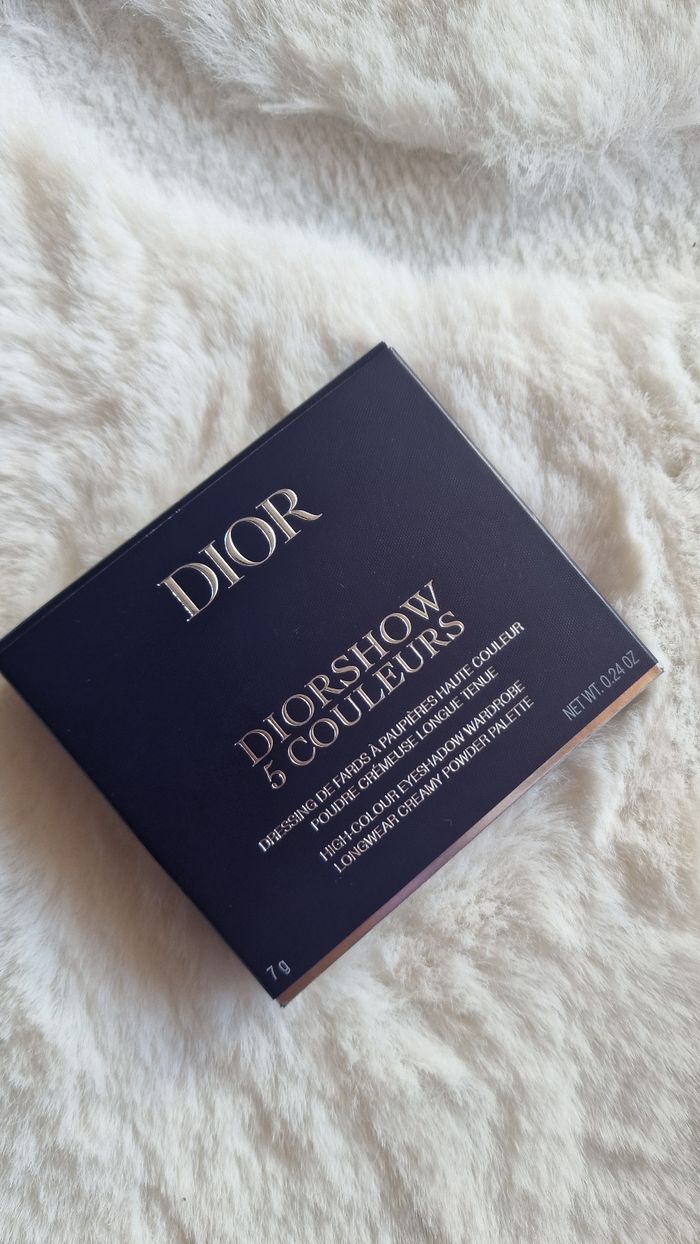 DIOR
DIORSHOW
5 COULEURS
DRESSING DE FARDS À PAUPIÈRES HAUTE COULEUR
POUDRE CRÉMEUSE LONGUE TENUE
HIGH-COLOUR EYESHADOW WARDROBE
LONGWEAR CREAMY POWDER PALETTE
7 g
NET WT. 0.24 OZ